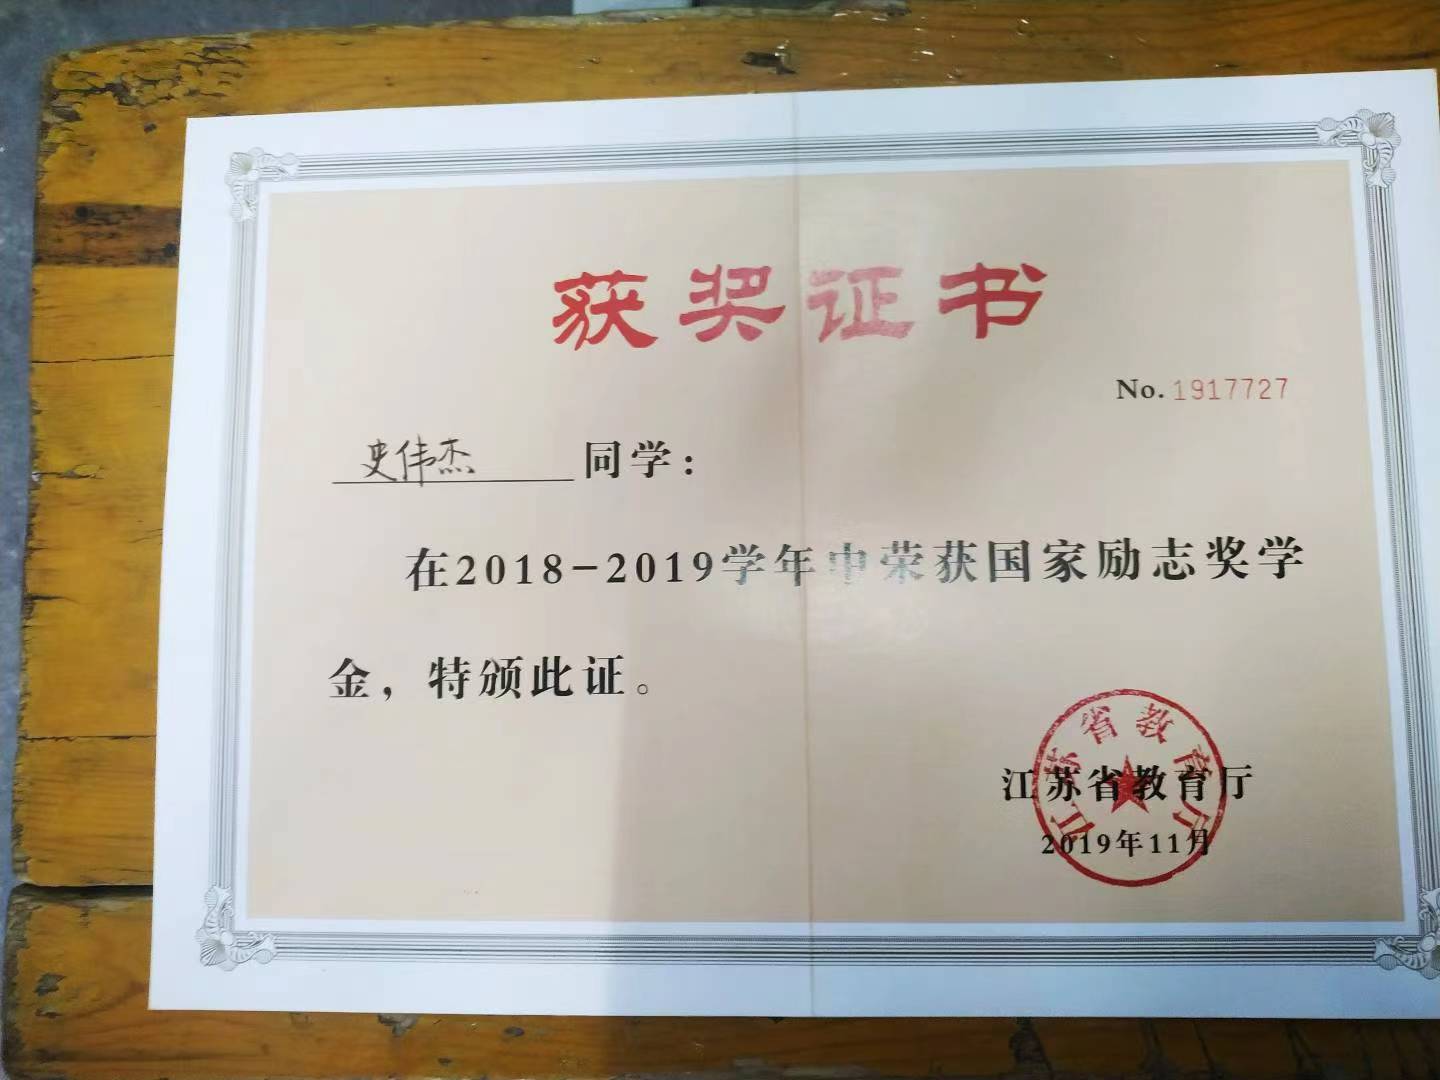 获奖证书
No. 1917727
史伟杰 同学：
在2018-2019学年中荣获国家励志奖学
金，特颁此证。
江苏省教育厅
江苏省教育厅
2019年11月